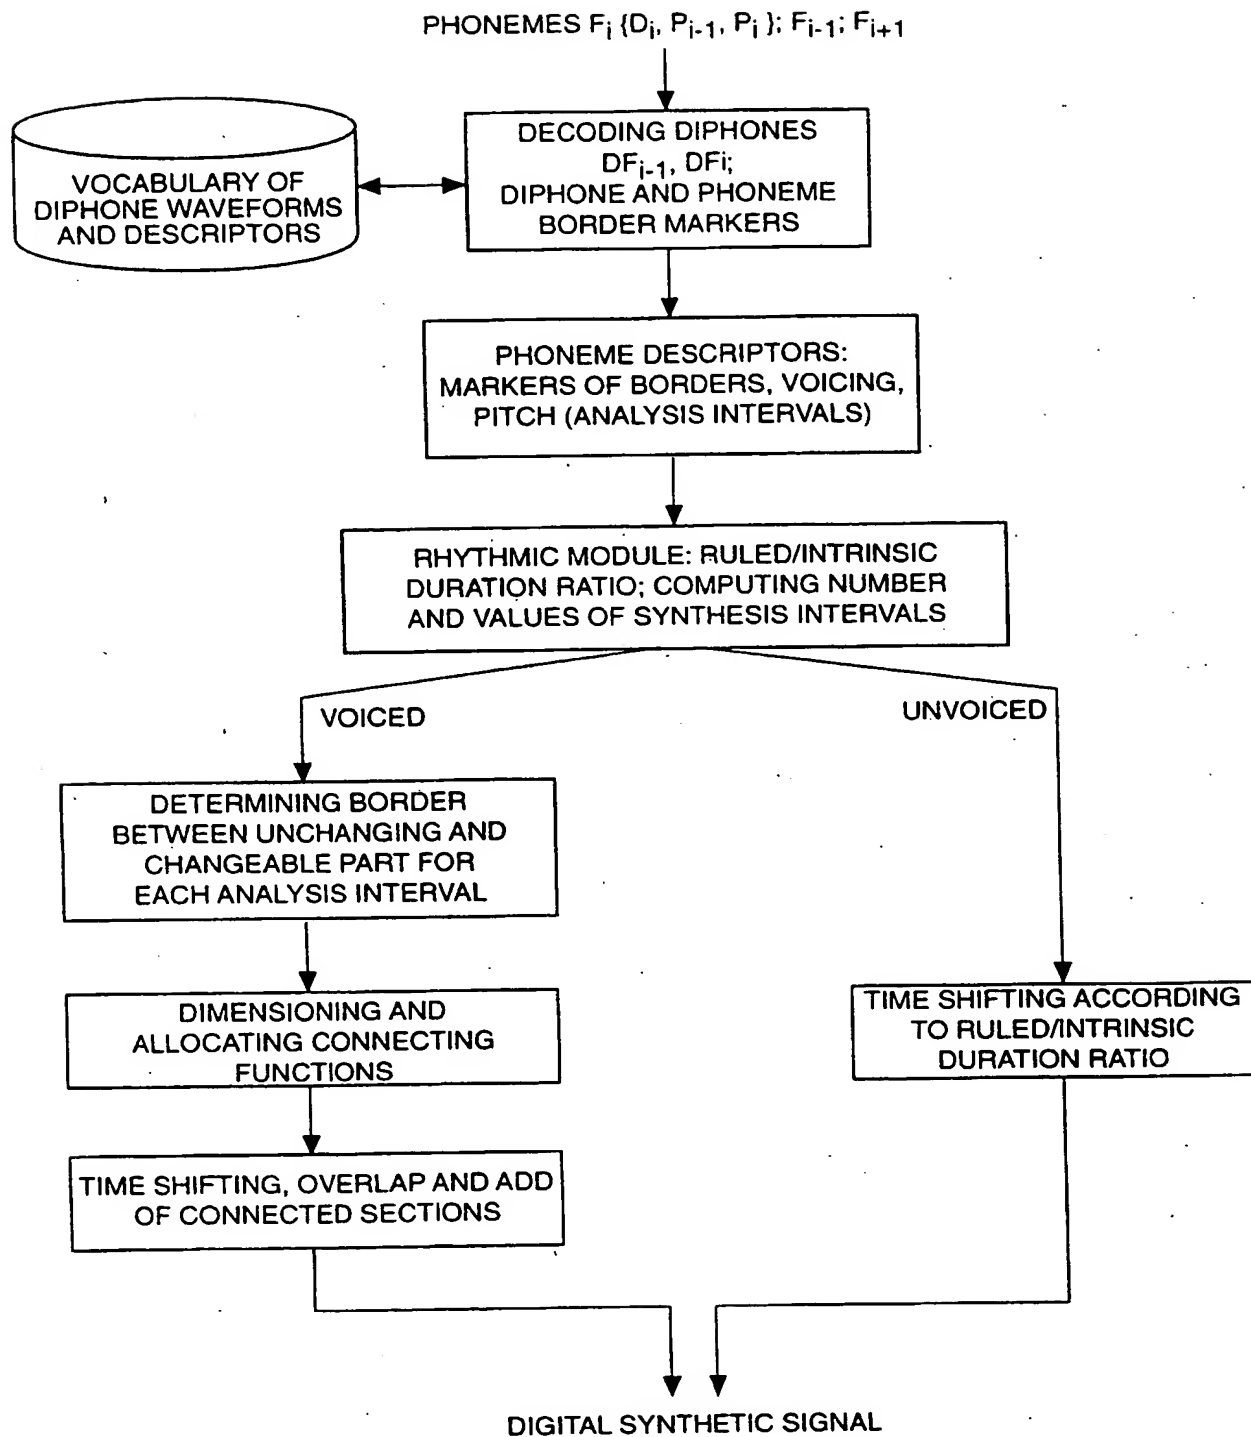 PHONEMES Fi {Di, Pi-1, Pi }; Fi-1; Fi+1
DECODING DIPHONES
DFi-1, DFi;
DIPHONE AND PHONEME
BORDER MARKERS
VOCABULARY OF
DIPHONE WAVEFORMS
AND DESCRIPTORS
PHONEME DESCRIPTORS:
MARKERS OF BORDERS, VOICING,
PITCH (ANALYSIS INTERVALS)
RHYTHMIC MODULE: RULED/INTRINSIC
DURATION RATIO; COMPUTING NUMBER
AND VALUES OF SYNTHESIS INTERVALS
VOICED
UNVOICED
DETERMINING BORDER
BETWEEN UNCHANGING AND
CHANGEABLE PART FOR
EACH ANALYSIS INTERVAL
DIMENSIONING AND
ALLOCATING CONNECTING
FUNCTIONS
TIME SHIFTING ACCORDING
TO RULED/INTRINSIC
DURATION RATIO
TIME SHIFTING, OVERLAP AND ADD
OF CONNECTED SECTIONS
DIGITAL SYNTHETIC SIGNAL